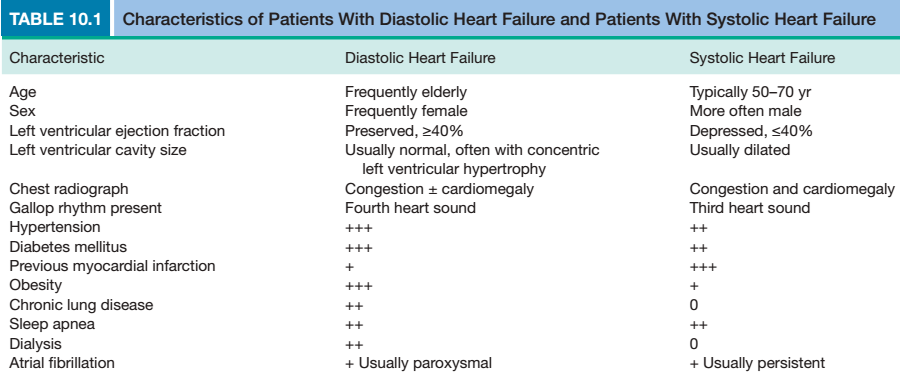 TABLE 10.1 Characteristics of Patients With Diastolic Heart Failure and Patients With Systolic Heart Failure
Characteristic Diastolic Heart Failure Systolic Heart Failure
Age Frequently elderly Typically 50–70 yr
Sex Frequently female More often male
Left ventricular ejection fraction Preserved, ≥40% Depressed, ≤40%
Left ventricular cavity size Usually normal, often with concentric Usually dilated
left ventricular hypertrophy
Chest radiograph Congestion ± cardiomegaly Congestion and cardiomegaly
Gallop rhythm present Fourth heart sound Third heart sound
Hypertension +++ ++
Diabetes mellitus +++ ++
Previous myocardial infarction + +++
Obesity +++ +
Chronic lung disease ++ 0
Sleep apnea ++ ++
Dialysis ++ 0
Atrial fibrillation + Usually paroxysmal + Usually persistent